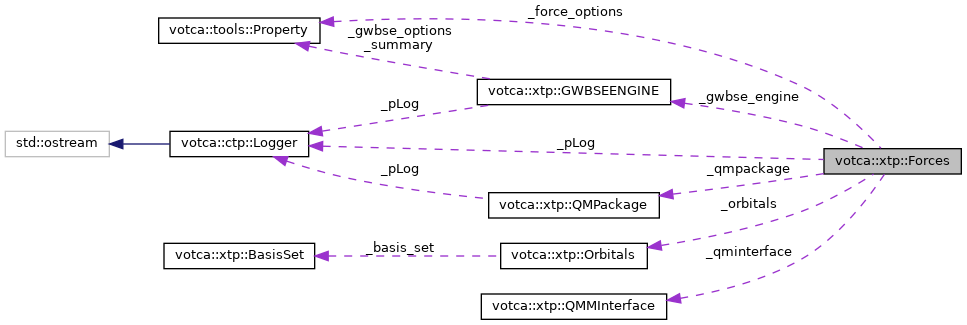 _force_options
votca::tools::Property
_gwbse_options
_summary
votca::xtp::GWBSEENGINE
_gwbse_engine
_pLog
std::ostream
votca::ctp::Logger
_pLog
votca::xtp::Forces
_pLog
_qmpackage
votca::xtp::QMPackage
_orbitals
votca::xtp::BasisSet
_basis_set
votca::xtp::Orbitals
_qminterface
votca::xtp::QMMInterface